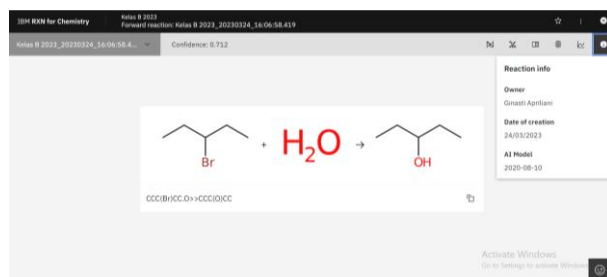 IBM RXN for Chemistry
Kelas B 2023
Forward reaction: Kelas B 2023_20230324_16:06:58.419
Kelas B 2023_20230324_16:06:58.4...
Confidence: 0.712
Reaction info
Owner
Ginasti Apriliani
Date of creation
24/03/2023
AI Model
2020-08-10
Br
+
H₂O
→
OH
CCC(Br)CC.O>>CCC(O)CC
Activate Windows
Go to Settings to activate Windows